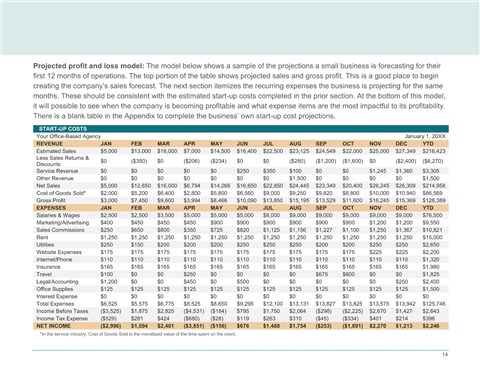 Projected profit and loss model: The model below shows a sample of the projections a small business is forecasting for their
first 12 months of operations. The top portion of the table shows projected sales and gross profit. This is a good place to begin
creating the company's sales forecast. The next section itemizes the recurring expenses the business is projecting for the same
months. These should be consistent with the estimated start-up costs completed in the prior section. At the bottom of this model,
it will possible to see when the company is becoming profitable and what expense items are the most impactful to its profitability.
There is a blank table in the Appendix to complete the business' own start-up cost projections.
START-UP COSTS
Your Office-Based Agency January 1, 20XX
REVENUE JAN FEB MAR APR MAY JUN JUL AUG SEP OCT NOV DEC YTD
Estimated Sales $5,000 $13,000 $16,000 $7,000 $14,500 $16,400 $22,500 $23,125 $24,549 $22,000 $25,000 $27,349 $216,423
Less Sales Returns & Discounts $0 ($350) $0 ($206) ($234) $0 $0 ($280) ($1,200) ($1,600) $0 ($2,400) ($6,270)
Service Revenue $0 $0 $0 $0 $0 $250 $350 $100 $0 $0 $1,245 $1,360 $3,305
Other Revenue $0 $0 $0 $0 $0 $0 $0 $1,500 $0 $0 $0 $0 $1,500
Net Sales $5,000 $12,650 $16,000 $6,794 $14,266 $16,650 $22,850 $24,445 $23,349 $20,400 $26,245 $26,309 $214,958
Cost of Goods Sold* $2,000 $5,200 $6,400 $2,800 $5,800 $6,560 $9,000 $9,250 $9,820 $8,800 $10,000 $10,940 $86,569
Gross Profit $3,000 $7,450 $9,600 $3,994 $8,466 $10,090 $13,850 $15,195 $13,529 $11,600 $16,245 $15,369 $128,389
EXPENSES JAN FEB MAR APR MAY JUN JUL AUG SEP OCT NOV DEC YTD
Salaries & Wages $2,500 $2,500 $3,500 $5,000 $5,000 $5,000 $8,000 $9,000 $9,000 $9,000 $9,000 $9,000 $76,500
Marketing/Advertising $400 $450 $450 $450 $900 $900 $900 $900 $900 $900 $1,200 $1,200 $9,550
Sales Commissions $250 $650 $800 $350 $725 $820 $1,125 $1,156 $1,227 $1,100 $1,250 $1,367 $10,821
Rent $1,250 $1,250 $1,250 $1,250 $1,250 $1,250 $1,250 $1,250 $1,250 $1,250 $1,250 $1,250 $15,000
Utilities $250 $150 $200 $200 $200 $250 $250 $200 $200 $200 $250 $250 $2,650
Website Expenses $175 $175 $175 $175 $175 $175 $175 $175 $175 $175 $225 $225 $2,200
Internet/Phone $110 $110 $110 $110 $110 $110 $110 $110 $110 $110 $110 $110 $1,320
Insurance $165 $165 $165 $165 $165 $165 $165 $165 $165 $165 $165 $165 $1,980
Travel $100 $0 $0 $250 $0 $0 $0 $0 $675 $800 $0 $0 $1,825
Legal/Accounting $1,200 $0 $0 $450 $0 $500 $0 $0 $0 $0 $0 $250 $2,400
Office Supplies $125 $125 $125 $125 $125 $125 $125 $125 $125 $125 $125 $125 $1,500
Interest Expense $0 $0 $0 $0 $0 $0 $0 $0 $0 $0 $0 $0 $0
Total Expenses $6,525 $5,575 $6,775 $8,525 $8,650 $9,295 $12,100 $13,131 $13,827 $13,825 $13,575 $13,942 $125,746
Income Before Taxes ($3,525) $1,875 $2,825 ($4,531) ($184) $795 $1,750 $2,064 ($298) ($2,225) $2,670 $1,427 $2,643
Income Tax Expense ($529) $281 $424 ($680) ($28) $119 $263 $310 ($45) ($334) $401 $214 $396
NET INCOME ($2,996) $1,594 $2,401 ($3,851) ($156) $676 $1,488 $1,754 ($253) ($1,891) $2,270 $1,213 $2,246
*In the service industry, Cost of Goods Sold is the monetized value of the time spent on the client.
14